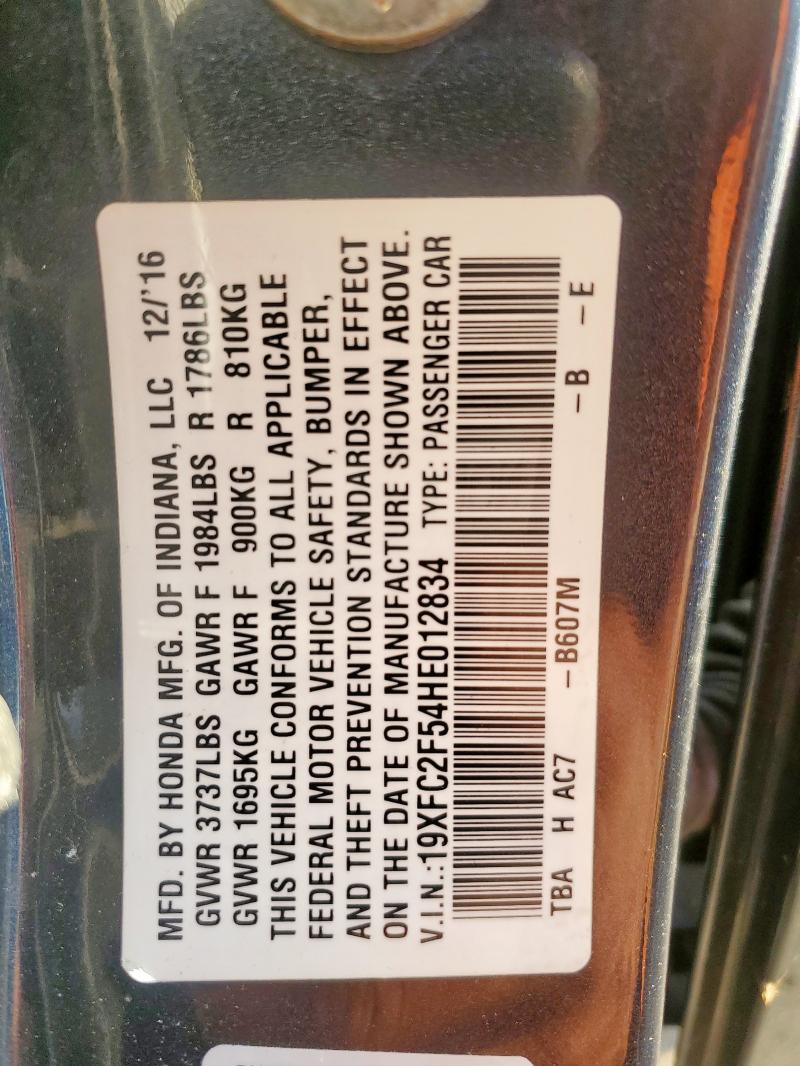 MFD. BY HONDA MFG. OF INDIANA, LLC 12/'16
GVWR 3737LBS GAWR F 1984LBS R 1786LBS
GVWR 1695KG GAWR F 900KG R 810KG
THIS VEHICLE CONFORMS TO ALL APPLICABLE
FEDERAL MOTOR VEHICLE SAFETY, BUMPER,
AND THEFT PREVENTION STANDARDS IN EFFECT
ON THE DATE OF MANUFACTURE SHOWN ABOVE.
V.I.N.:19XFC2F54HE012834 TYPE: PASSENGER CAR
TBA H AC7 –B607M –B –E